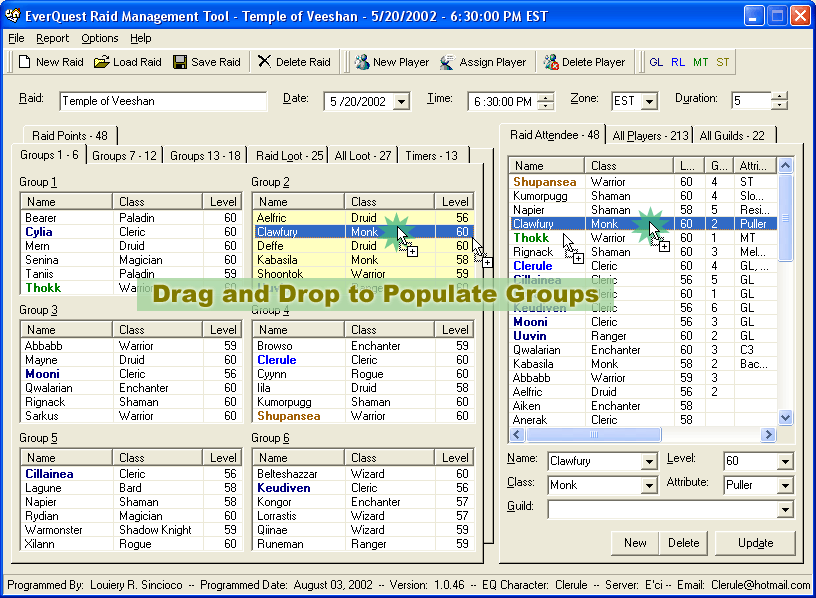 EverQuest Raid Management Tool - Temple of Veeshan - 5/20/2002 - 6:30:00 PM EST
File Report Options Help
New Raid Load Raid Save Raid Delete Raid New Player Assign Player Delete Player GL RL MT ST
Raid: Temple of Veeshan Date: 5 /20/2002 Time: 6 :30:00 PM Zone: EST Duration: 5
Raid Points - 48
Groups 1 - 6 Groups 7 - 12 Groups 13 - 18 Raid Loot - 25 All Loot - 27 Timers - 13
Group 1
Name Class Level
Bearer Paladin 60
Cylia Cleric 60
Mern Druid 60
Senina Magician 60
Taniis Paladin 59
Thokk Warrior 60
Group 2
Name Class Level
Aelfric Druid 56
Clawfury Monk 60
Deffe Druid 60
Kabasila Monk 58
Shoontok Warrior 59
Uuvin Ranger 60
Drag and Drop to Populate Groups
Group 3
Name Class Level
Ababbb Warrior 59
Mayne Druid 60
Mooni Cleric 56
Qwalarian Enchanter 60
Rignack Shaman 60
Sarkus Warrior 60
Group 4
Name Class Level
Browso Enchanter 59
Clerule Cleric 60
Cyynn Rogue 60
Iila Druid 58
Kumorpugg Shaman 60
Shupansea Warrior 60
Group 5
Name Class Level
Cillainea Cleric 56
Lagune Bard 58
Napier Shaman 58
Rydian Magician 60
Warmonster Shadow Knight 59
Xilann Rogue 60
Group 6
Name Class Level
Belteshazzar Wizard 60
Keudiven Cleric 56
Kongor Enchanter 57
Lorrastis Wizard 57
Qiinae Wizard 59
Runeman Ranger 59
Raid Attendee - 48 All Players - 213 All Guilds - 22
Name Class L... G... Attri...
Shupansea Warrior 60 4 ST
Kumorpugg Shaman 60 4 Slo...
Napier Shaman 58 5 Resi...
Clawfury Monk 60 2 Puller
Thokk Warrior 60 1 MT
Rignack Shaman 60 3 Mel...
Clerule Cleric 60 4 GL, ...
Cillainea Cleric 56 5 GL
Cleric 60 1 GL
Keudiven Cleric 56 6 GL
Mooni Cleric 56 3 GL
Uuvin Ranger 60 2 GL
Qwalarian Enchanter 60 3 C3
Kabasila Monk 58 2 Bac...
Abbabb Warrior 59 3
Aelfric Druid 56 2
Aiken Enchanter 58
Anerak Cleric 58
Name: Clawfury Level: 60
Class: Monk Attribute: Puller
Guild:
New Delete Update
Programmed By: Louiery R. Sincioco -- Programmed Date: August 03, 2002 -- Version: 1.0.46 -- EQ Character: Clerule -- Server: E'ci -- Email: Clerule@hotmail.com